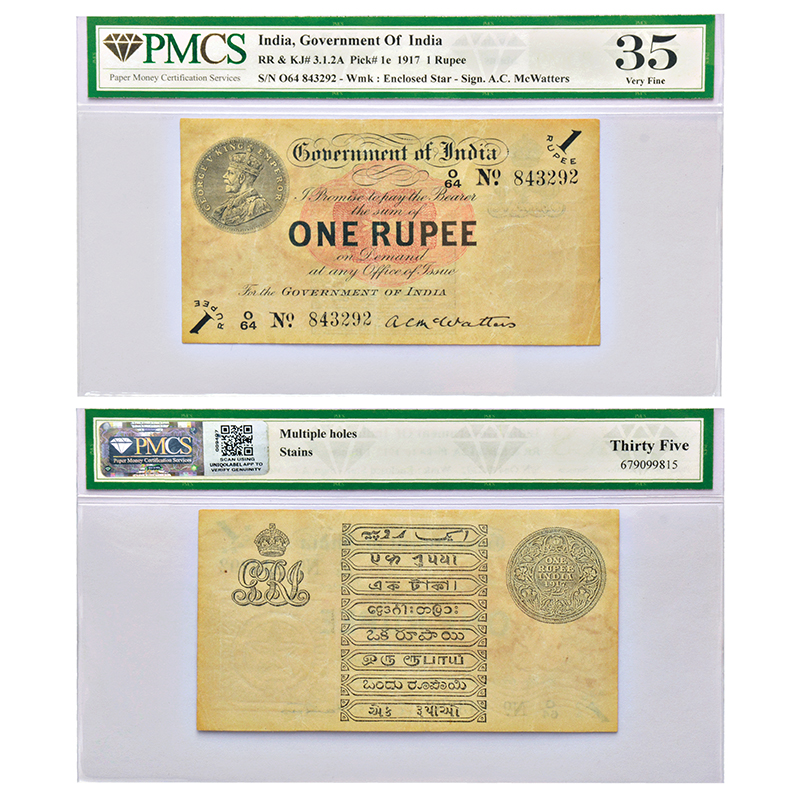 PMCS
Paper Money Certification Services
India, Government Of India
RR & KJ# 3.1.2A Pick# 1e 1917 1 Rupee
S/N O64 843292 - Wmk : Enclosed Star - Sign. A.C. McWatters
35
Very Fine
GEORGE V KING EMPEROR
Government of India
1 RUPEE
O/64 No 843292
I Promise to pay the Bearer
the sum of
ONE RUPEE
on Demand
at any Office of Issue
For the GOVERNMENT OF INDIA
1 RUPEE
O/64 No 843292 A.C. McWatters
PMCS
Paper Money Certification Services
SCAN USING
UNIQOLABEL APP TO
VERIFY GENUINITY
Multiple holes
Stains
Thirty Five
679099815
GRI
एक रुपया
এক টাকা
ఒక రూపాయి
ஒரு ரூபாய்
ಒಂದು ರೂಪಾಯಿ
એક રૂપીઓ
ONE
RUPEE
INDIA
1917